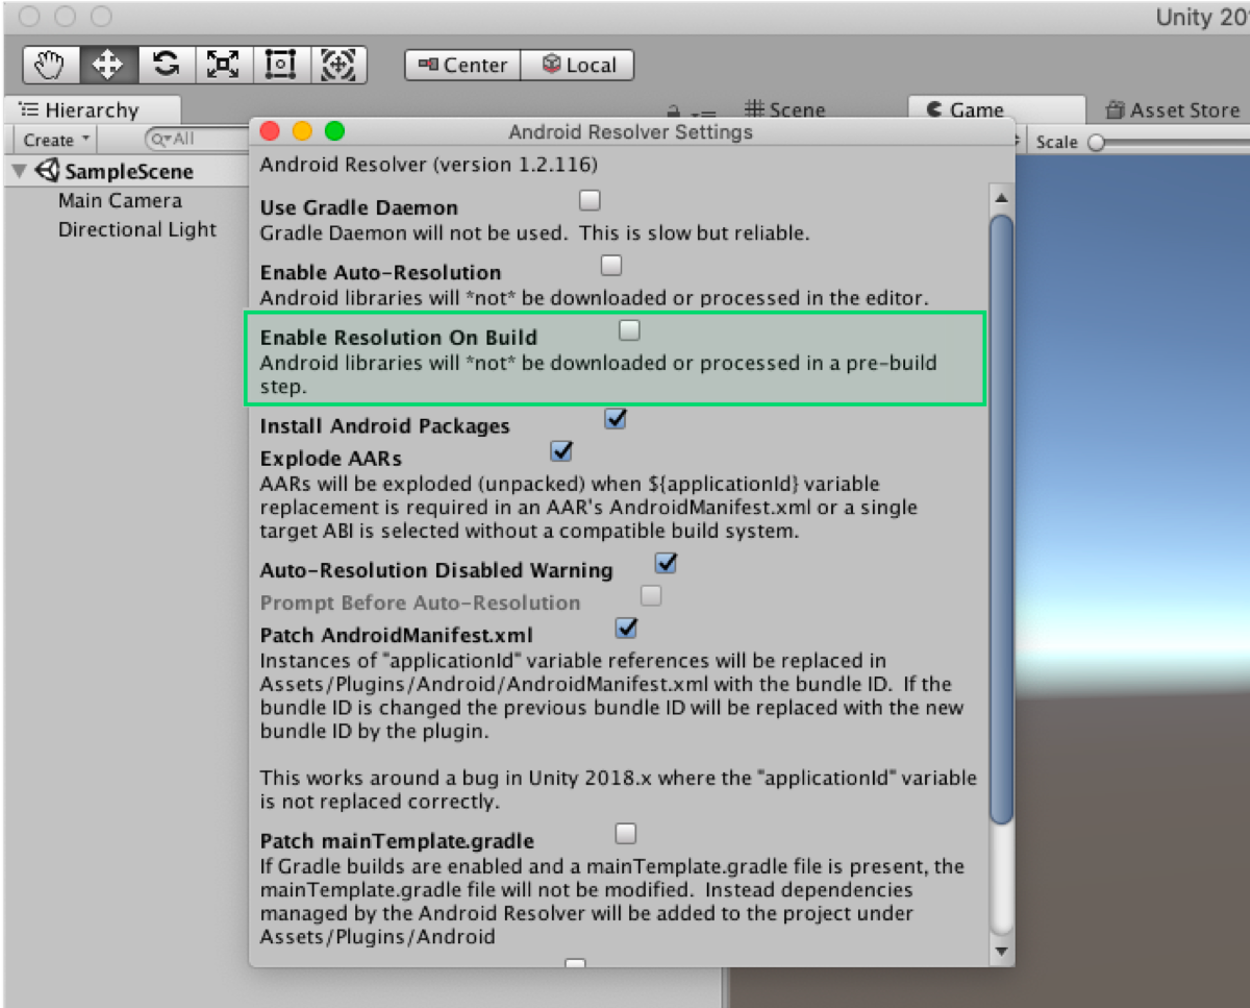 Unity 20
Center
Local
Hierarchy
Scene
Game
Asset Store
Create
All
Scale
SampleScene
Main Camera
Directional Light
Android Resolver Settings
Android Resolver (version 1.2.116)
Use Gradle Daemon
Gradle Daemon will not be used.  This is slow but reliable.
Enable Auto-Resolution
Android libraries will *not* be downloaded or processed in the editor.
Enable Resolution On Build
Android libraries will *not* be downloaded or processed in a pre-build
step.
Install Android Packages
Explode AARs
AARs will be exploded (unpacked) when ${applicationId} variable
replacement is required in an AAR's AndroidManifest.xml or a single
target ABI is selected without a compatible build system.
Auto-Resolution Disabled Warning
Prompt Before Auto-Resolution
Patch AndroidManifest.xml
Instances of "applicationId" variable references will be replaced in
Assets/Plugins/Android/AndroidManifest.xml with the bundle ID.  If the
bundle ID is changed the previous bundle ID will be replaced with the new
bundle ID by the plugin.
This works around a bug in Unity 2018.x where the "applicationId" variable
is not replaced correctly.
Patch mainTemplate.gradle
If Gradle builds are enabled and a mainTemplate.gradle file is present, the
mainTemplate.gradle file will not be modified.  Instead dependencies
managed by the Android Resolver will be added to the project under
Assets/Plugins/Android